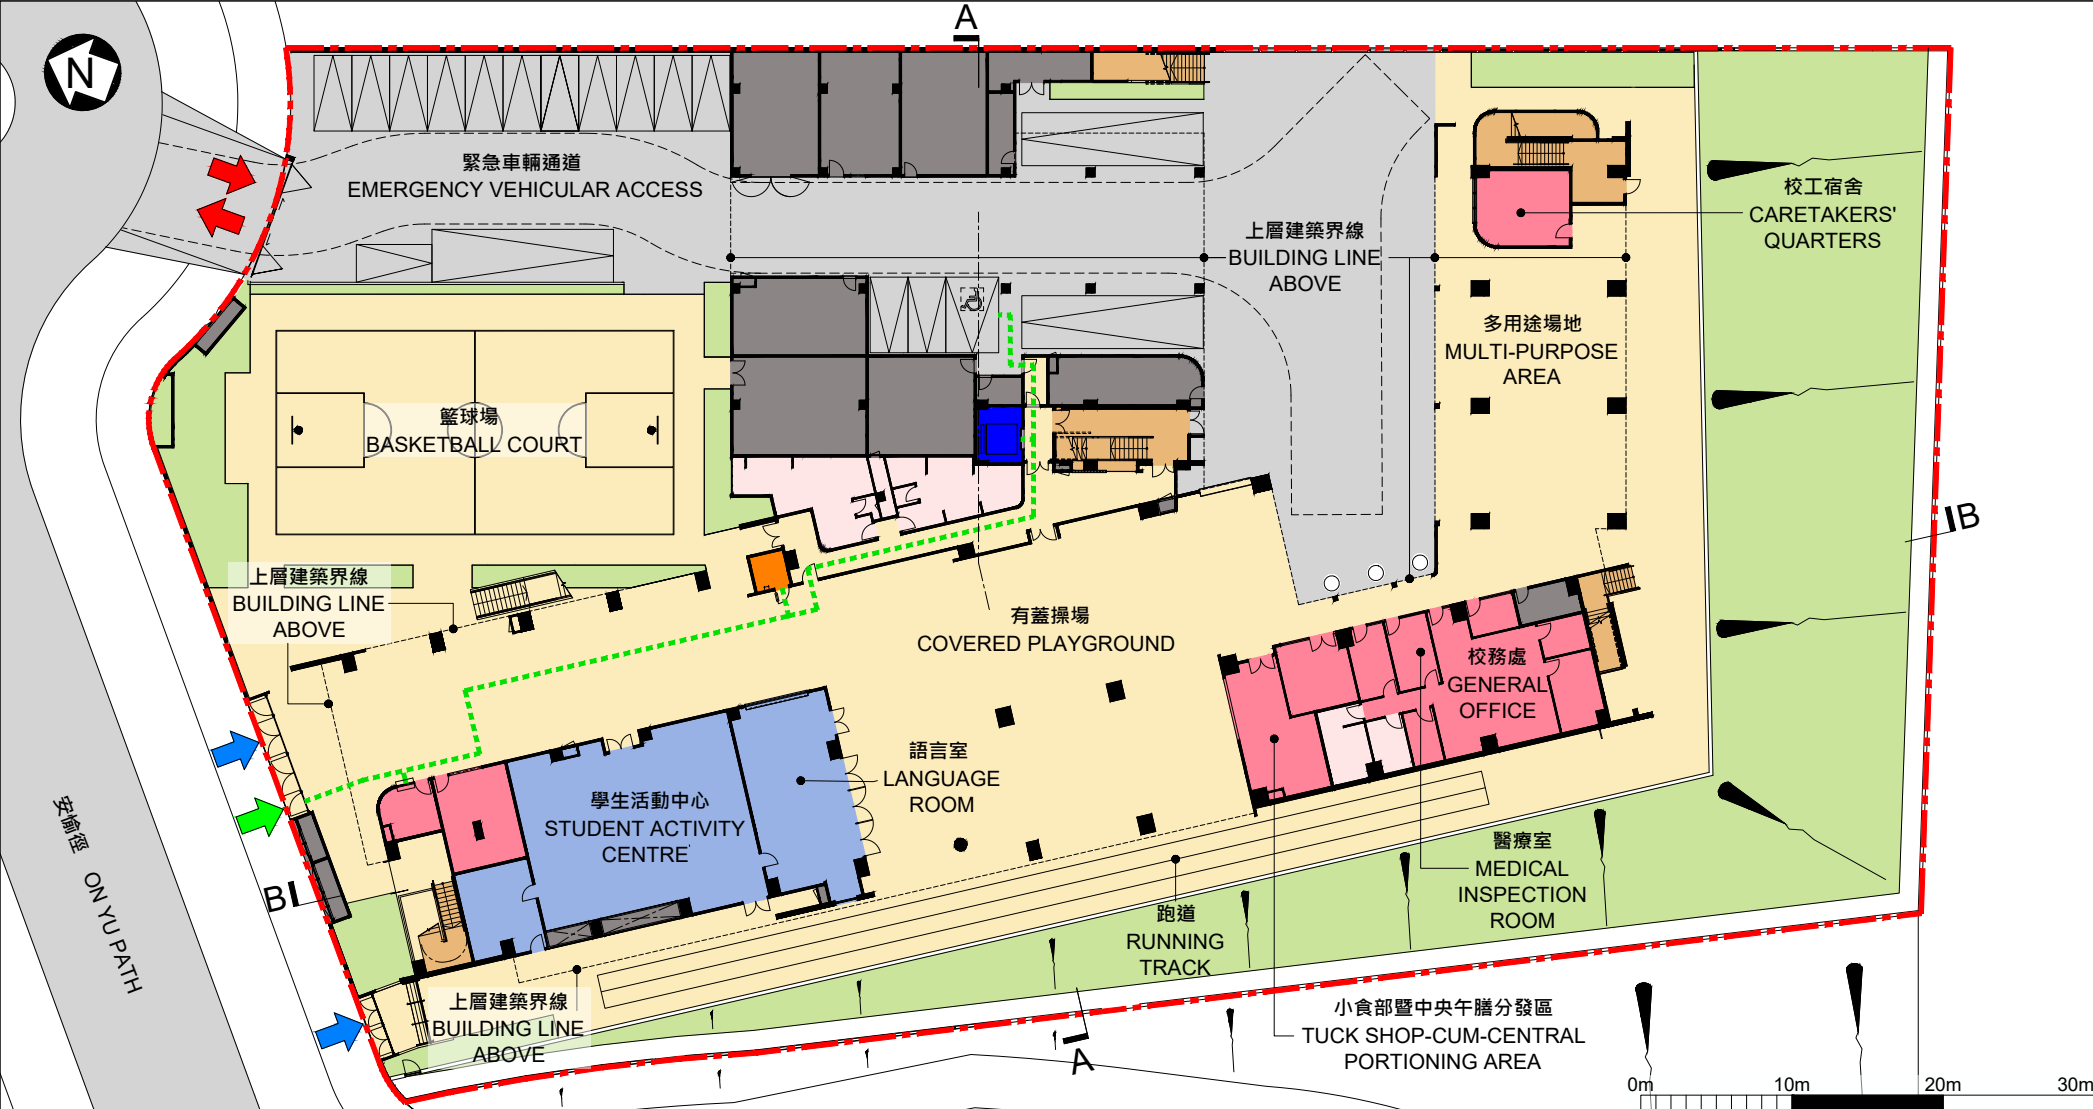 A
N
緊急車輛通道
EMERGENCY VEHICULAR ACCESS
校工宿舍
CARETAKERS'
QUARTERS
上層建築界線
BUILDING LINE
ABOVE
多用途場地
MULTI-PURPOSE
AREA
籃球場
BASKETBALL COURT
B
上層建築界線
BUILDING LINE
ABOVE
有蓋操場
COVERED PLAYGROUND
校務處
GENERAL
OFFICE
語言室
LANGUAGE
ROOM
學生活動中心
STUDENT ACTIVITY
CENTRE
安愉徑 ON YU PATH
醫療室
MEDICAL
INSPECTION
ROOM
B
跑道
RUNNING
TRACK
上層建築界線
BUILDING LINE
ABOVE
小食部暨中央午膳分發區
TUCK SHOP-CUM-CENTRAL
PORTIONING AREA
A
0m 10m 20m 30m